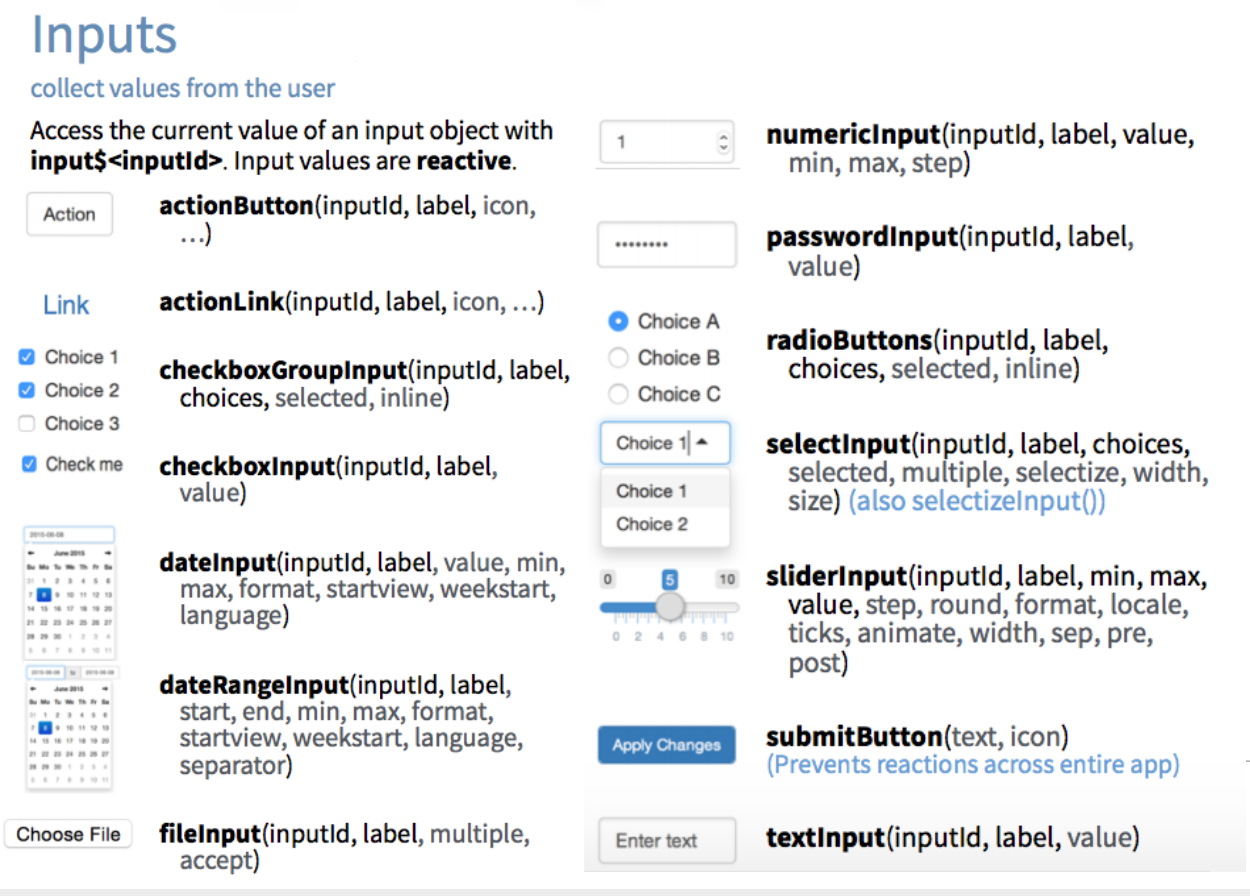 Inputs
collect values from the user
Access the current value of an input object with
input$<inputId>. Input values are reactive.
Action
actionButton(inputId, label, icon,
…)
Link
actionLink(inputId, label, icon, …)
Choice 1
Choice 2
Choice 3
checkboxGroupInput(inputId, label,
choices, selected, inline)
Check me
checkboxInput(inputId, label,
value)
2015-06-08
June 2015
Su Mo Tu We Th Fr Sa
31 1 2 3 4 5 6
7 8 9 10 11 12 13
14 15 16 17 18 19 20
21 22 23 24 25 26 27
28 29 30 1 2 3 4
5 6 7 8 9 10 11
dateInput(inputId, label, value, min,
max, format, startview, weekstart,
language)
2015-06-08 to 2015-06-08
June 2015
Su Mo Tu We Th Fr Sa
31 1 2 3 4 5 6
7 8 9 10 11 12 13
14 15 16 17 18 19 20
21 22 23 24 25 26 27
28 29 30 1 2 3 4
5 6 7 8 9 10 11
dateRangeInput(inputId, label,
start, end, min, max, format,
startview, weekstart, language,
separator)
Choose File
fileInput(inputId, label, multiple,
accept)
1
numericInput(inputId, label, value,
min, max, step)
••••••••
passwordInput(inputId, label,
value)
Choice A
Choice B
Choice C
radioButtons(inputId, label,
choices, selected, inline)
Choice 1
Choice 1
Choice 2
selectInput(inputId, label, choices,
selected, multiple, selectize, width,
size) (also selectizeInput())
0 5 10
0 2 4 6 8 10
sliderInput(inputId, label, min, max,
value, step, round, format, locale,
ticks, animate, width, sep, pre,
post)
Apply Changes
submitButton(text, icon)
(Prevents reactions across entire app)
Enter text
textInput(inputId, label, value)